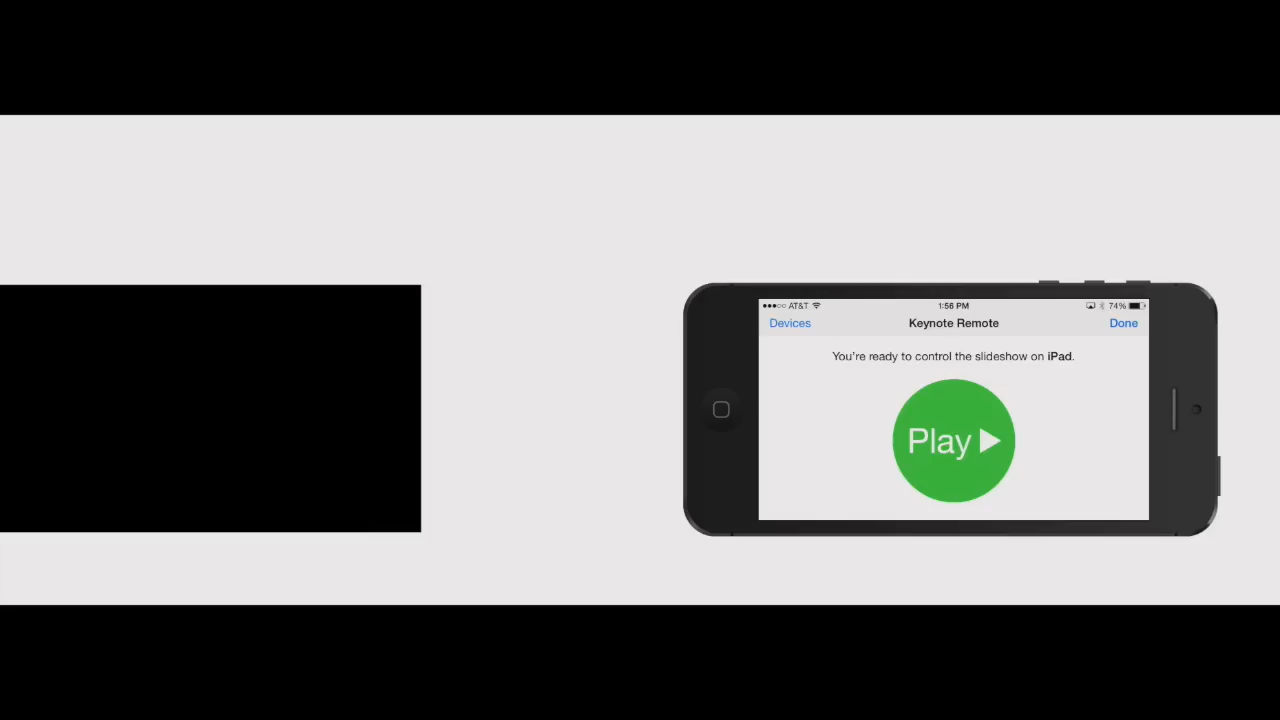 AT&T 1:56 PM 74%
Devices Keynote Remote Done
You're ready to control the slideshow on iPad.
Play